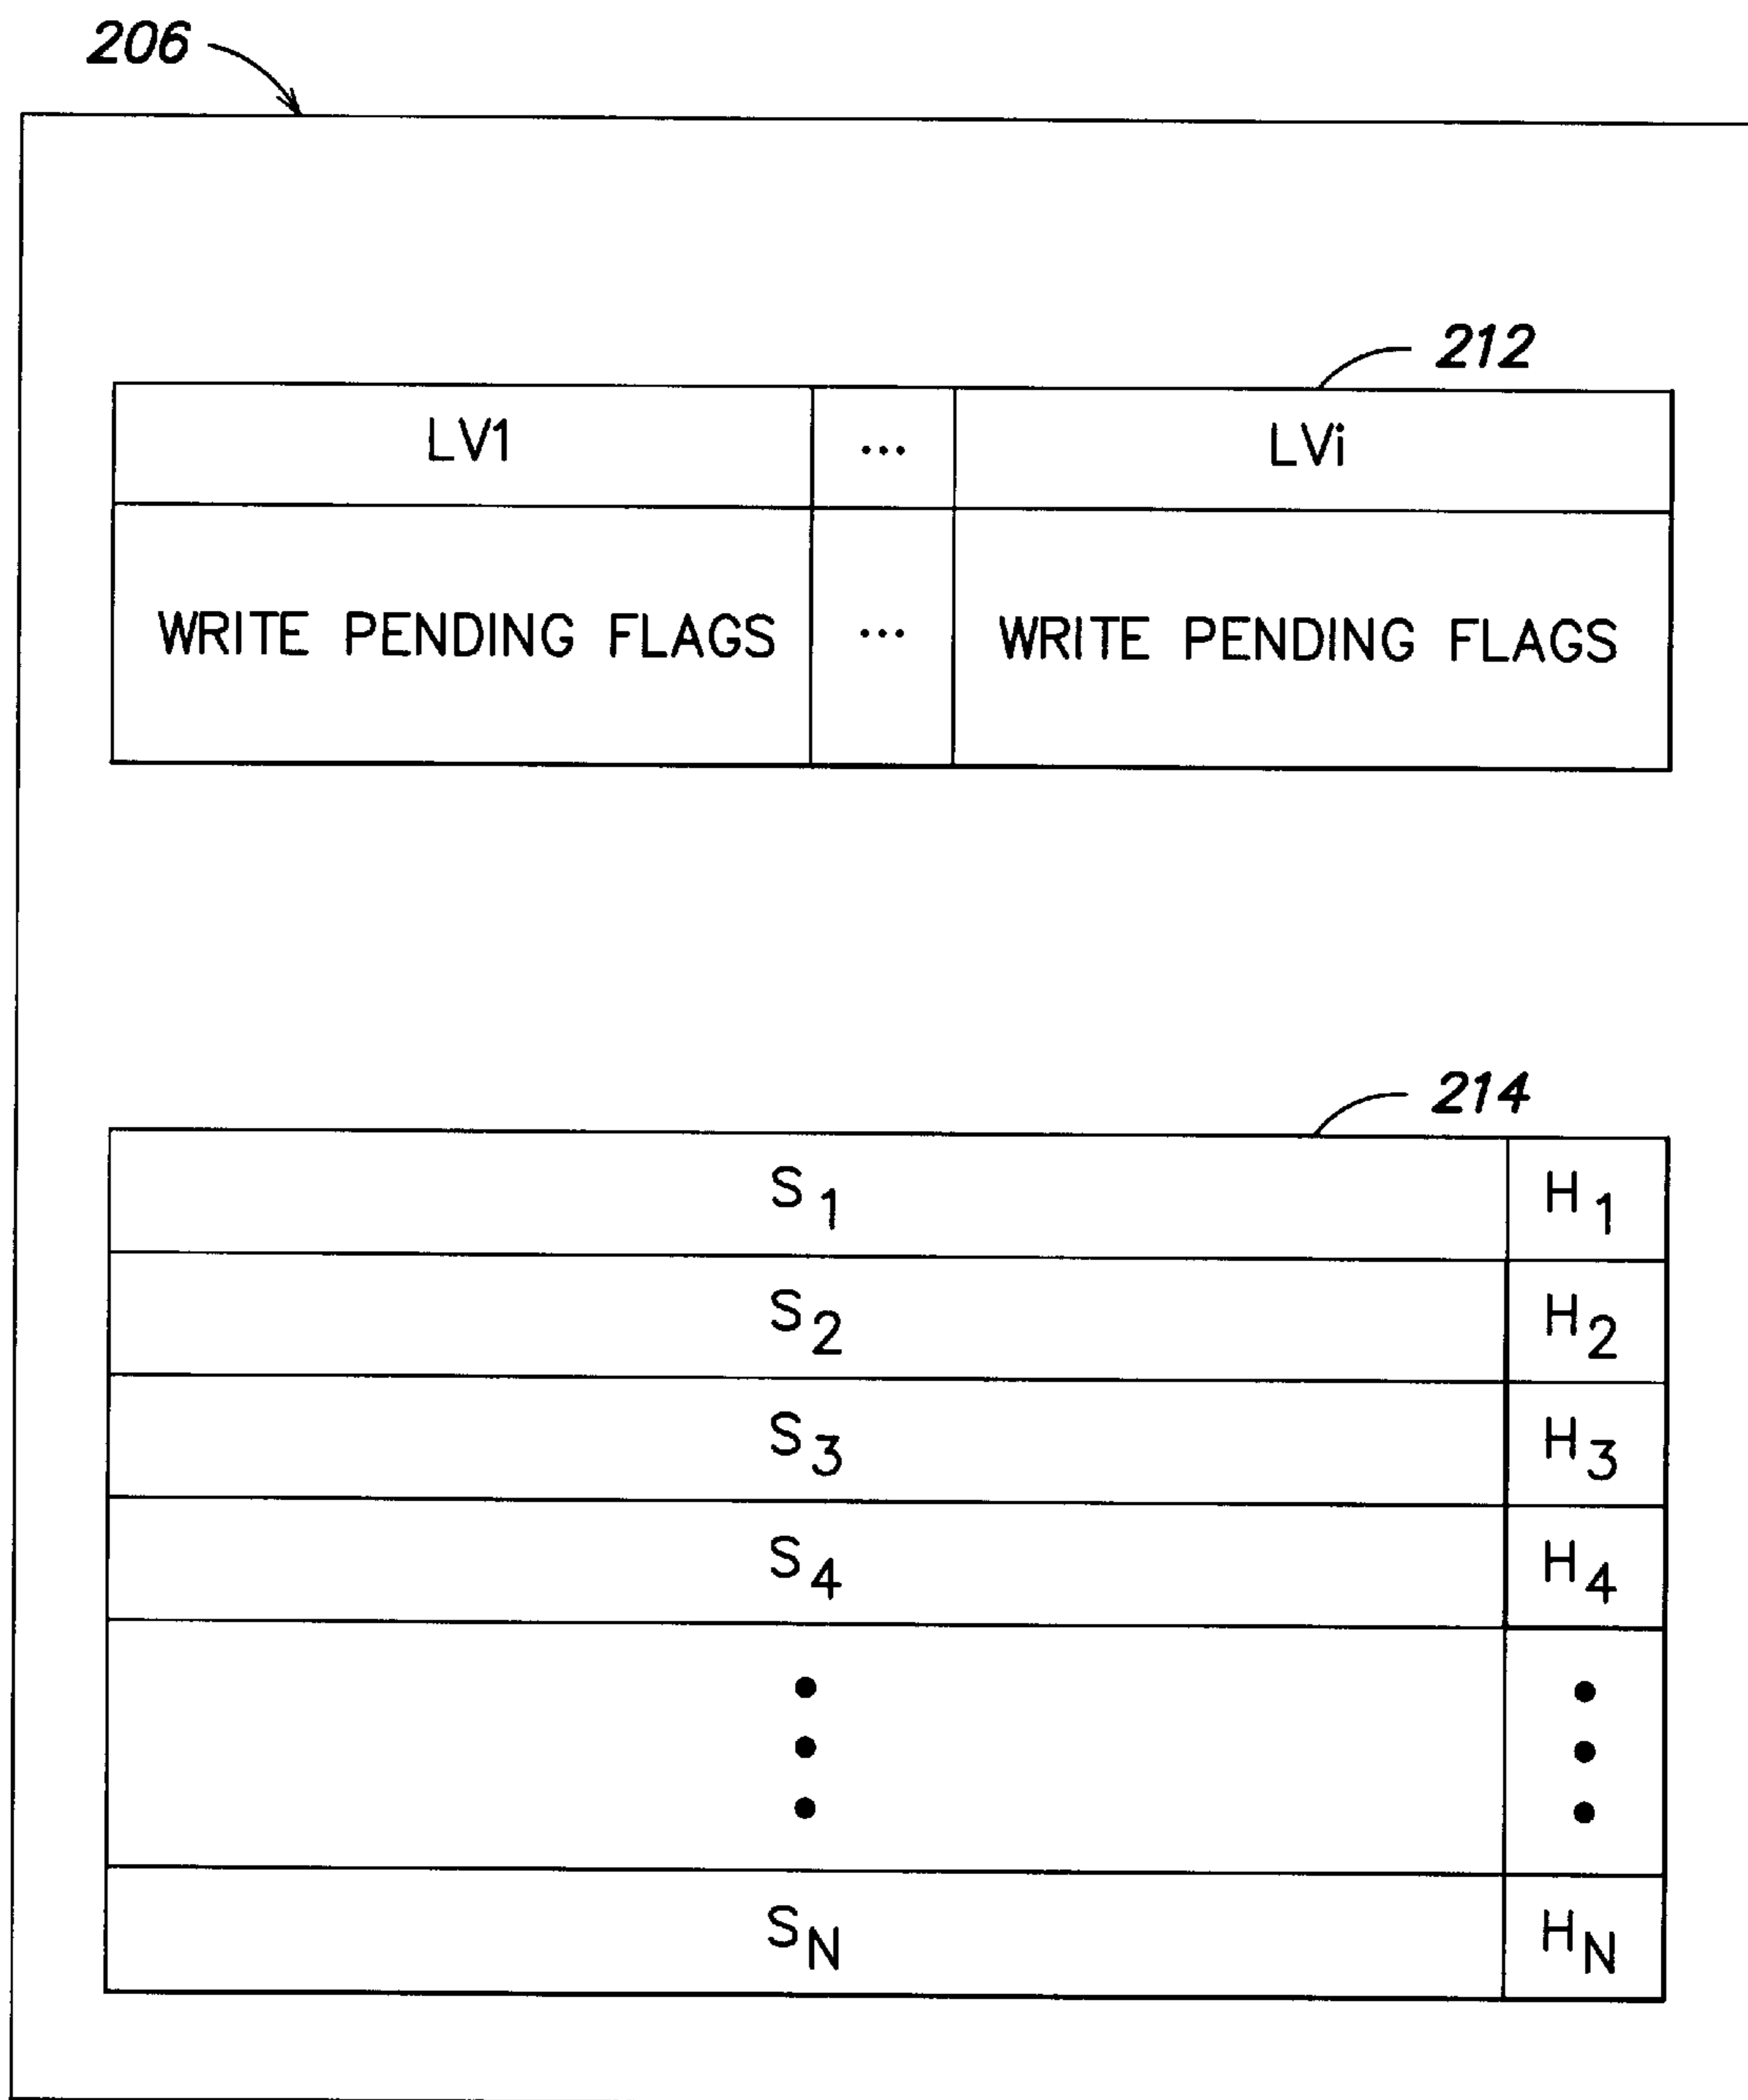 206
212
LV1 ... LVi
WRITE PENDING FLAGS ... WRITE PENDING FLAGS
214
S1 H1
S2 H2
S3 H3
S4 H4
SN HN